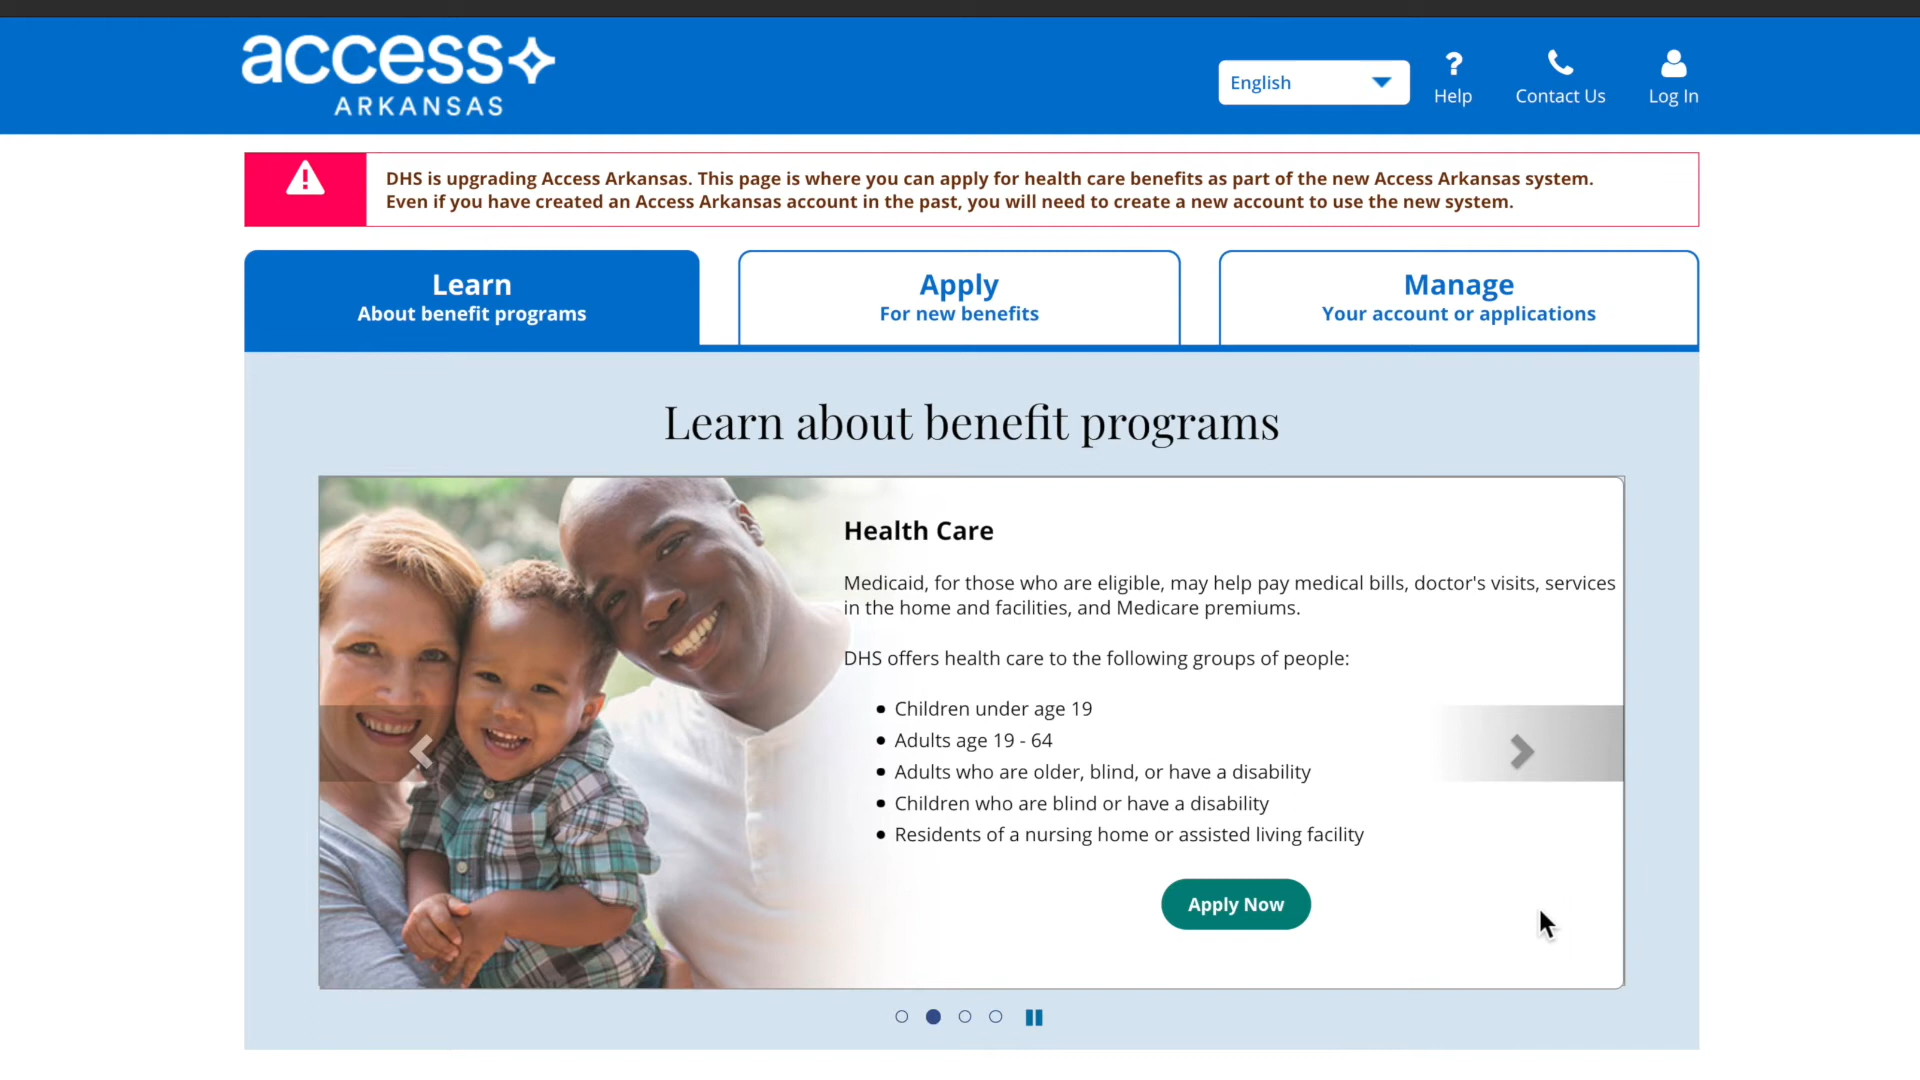 access
ARKANSAS
English
Help
Contact Us
Log In
DHS is upgrading Access Arkansas. This page is where you can apply for health care benefits as part of the new Access Arkansas system.
Even if you have created an Access Arkansas account in the past, you will need to create a new account to use the new system.
Learn
About benefit programs
Apply
For new benefits
Manage
Your account or applications
Learn about benefit programs
Health Care
Medicaid, for those who are eligible, may help pay medical bills, doctor's visits, services
in the home and facilities, and Medicare premiums.
DHS offers health care to the following groups of people:
Children under age 19
Adults age 19 - 64
Adults who are older, blind, or have a disability
Children who are blind or have a disability
Residents of a nursing home or assisted living facility
Apply Now